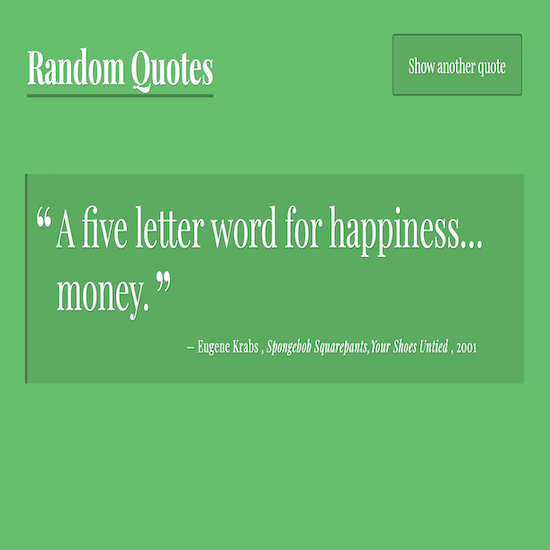 Random Quotes
Show another quote
“ A five letter word for happiness...
money. ”
– Eugene Krabs , Spongebob Squarepants,Your Shoes Untied , 2001